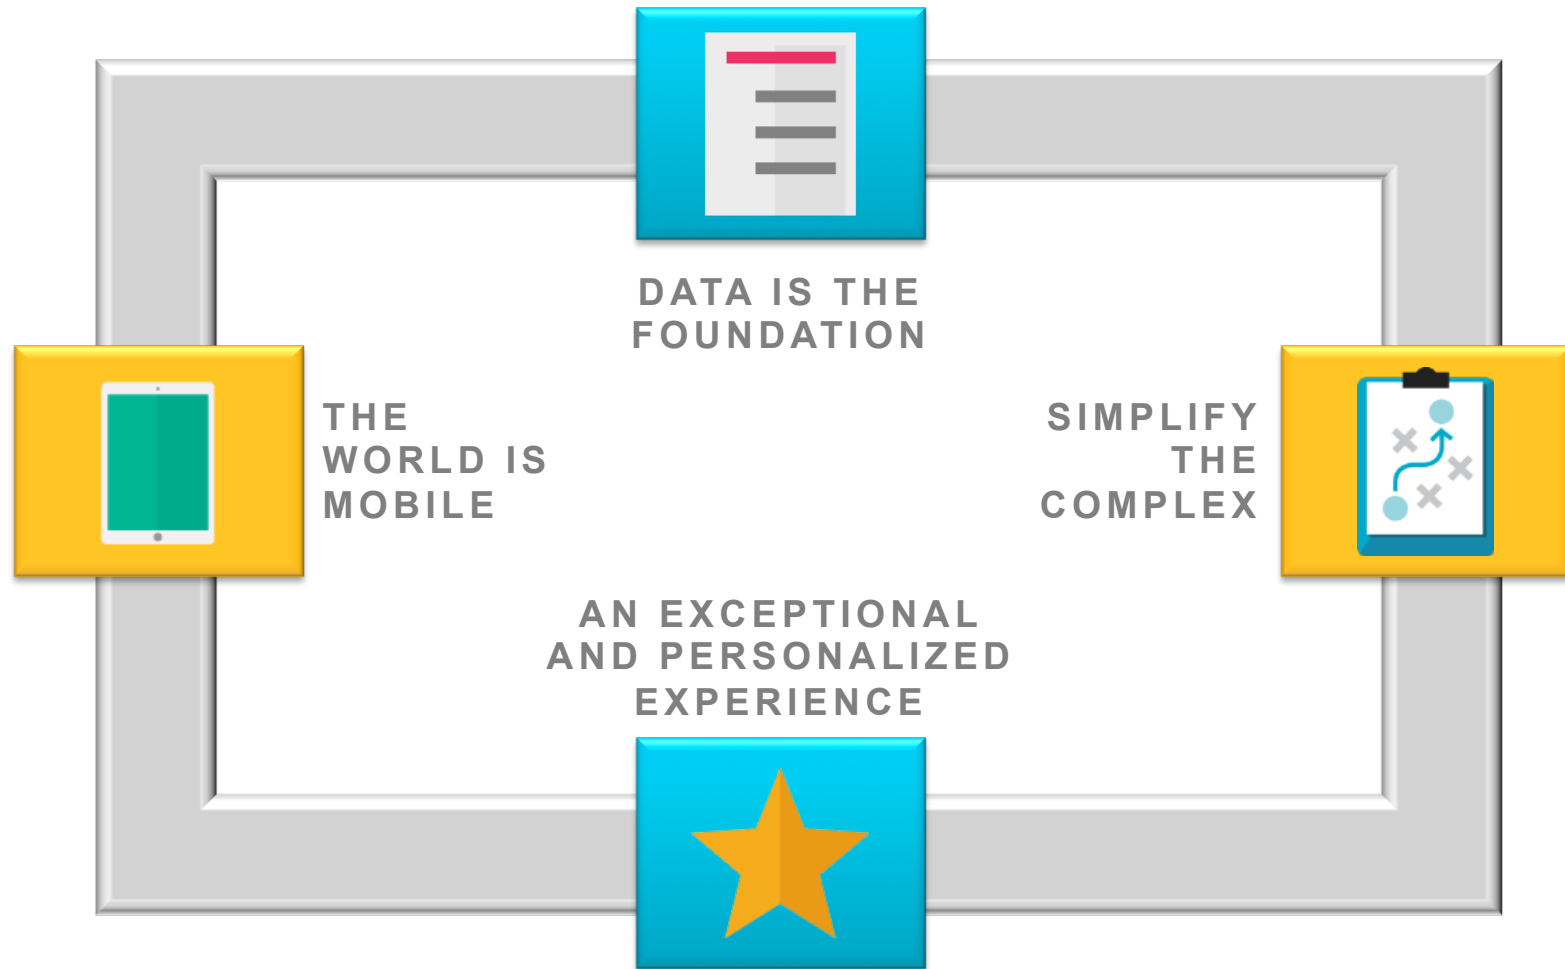 DATA IS THE
FOUNDATION
THE
WORLD IS
MOBILE
SIMPLIFY
THE
COMPLEX
AN EXCEPTIONAL
AND PERSONALIZED
EXPERIENCE